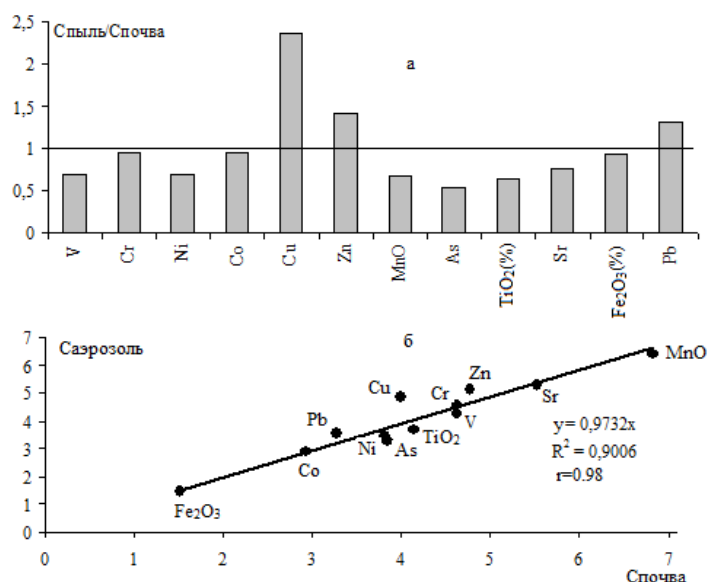 Спыль/Спочва
а
2,5
2
1,5
1
0,5
0
V Cr Ni Co Cu Zn MnO As TiO₂(%) Sr Fe₂O₃(%) Pb
Саэрозоль
б
7
6
5
4
3
2
1
0
MnO
Zn
Cu
Cr
Sr
Pb
V
TiO₂
Ni
As
Co
Fe₂O₃
y= 0,9732x
R² = 0,9006
r=0.98
0 1 2 3 4 5 6 7
Спочва